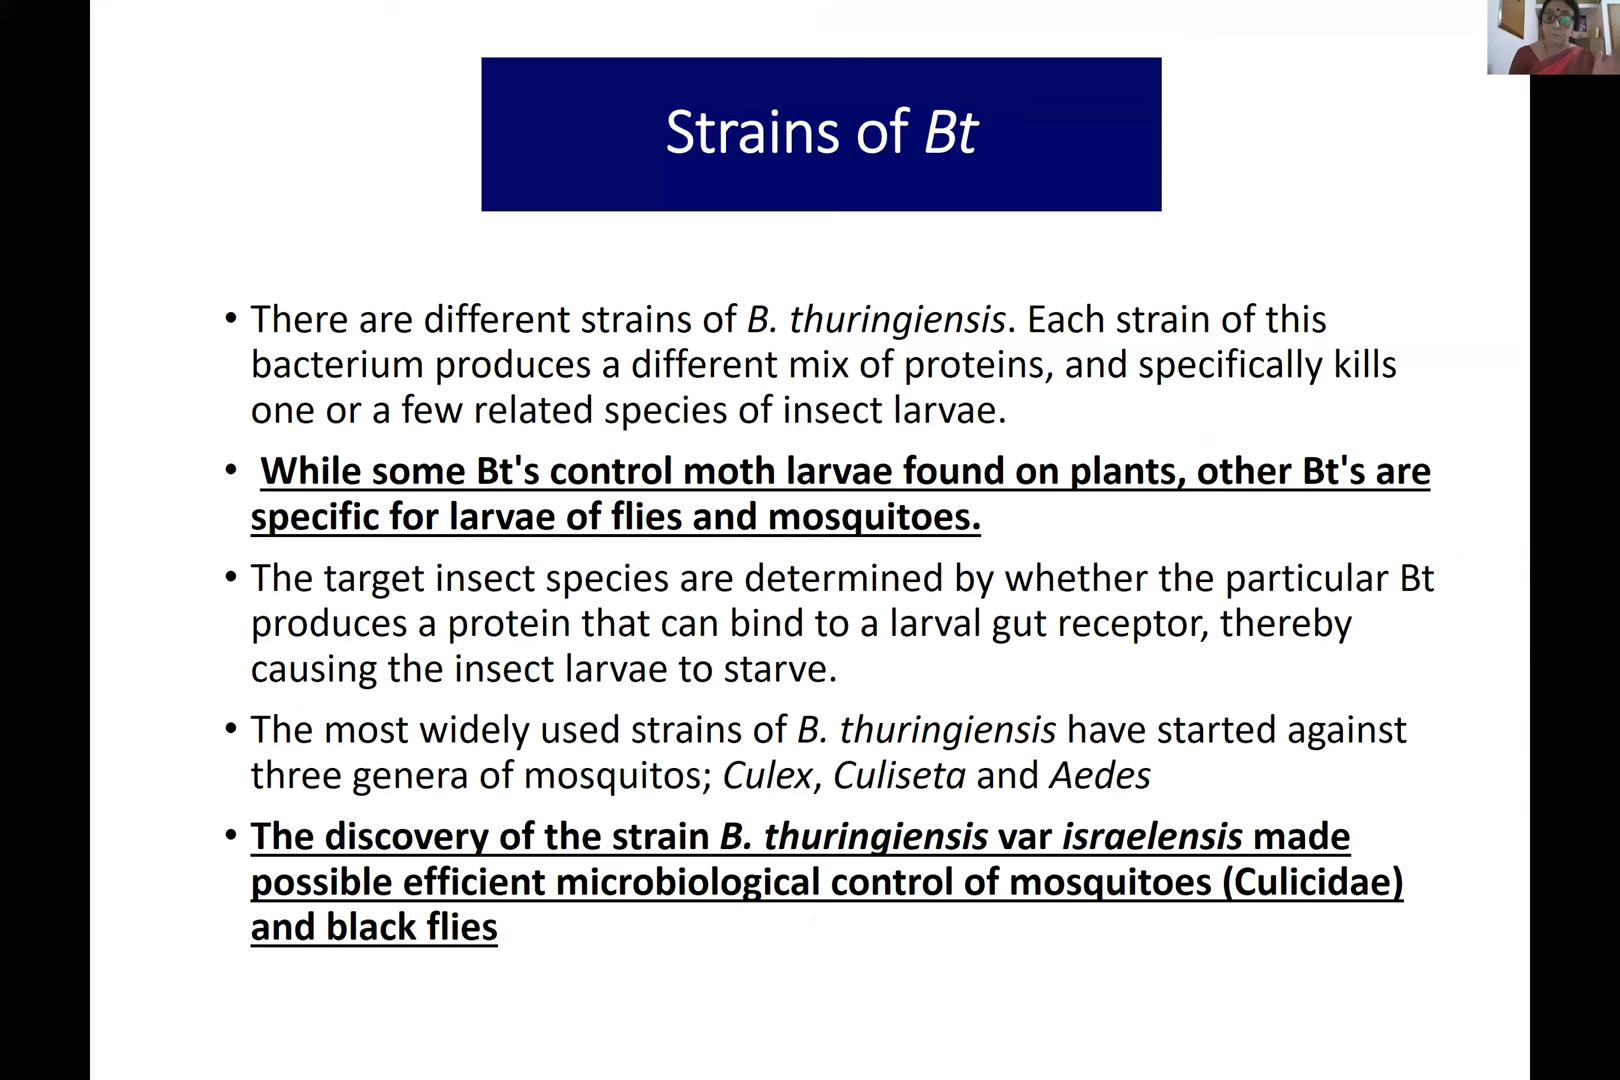 Strains of Bt
• There are different strains of B. thuringiensis. Each strain of this
bacterium produces a different mix of proteins, and specifically kills
one or a few related species of insect larvae.
• While some Bt's control moth larvae found on plants, other Bt's are
specific for larvae of flies and mosquitoes.
• The target insect species are determined by whether the particular Bt
produces a protein that can bind to a larval gut receptor, thereby
causing the insect larvae to starve.
• The most widely used strains of B. thuringiensis have started against
three genera of mosquitos; Culex, Culiseta and Aedes
• The discovery of the strain B. thuringiensis var israelensis made
possible efficient microbiological control of mosquitoes (Culicidae)
and black flies